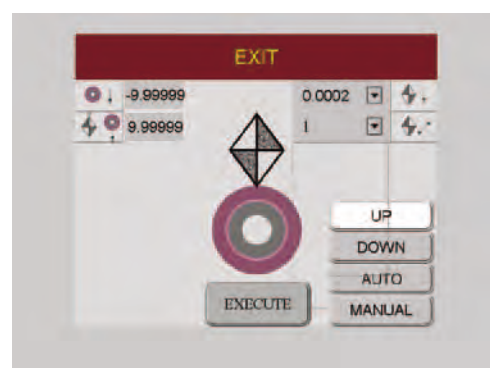 EXIT
-9.99999 0.0002
9.99999 1
UP
DOWN
AUTO
EXECUTE MANUAL